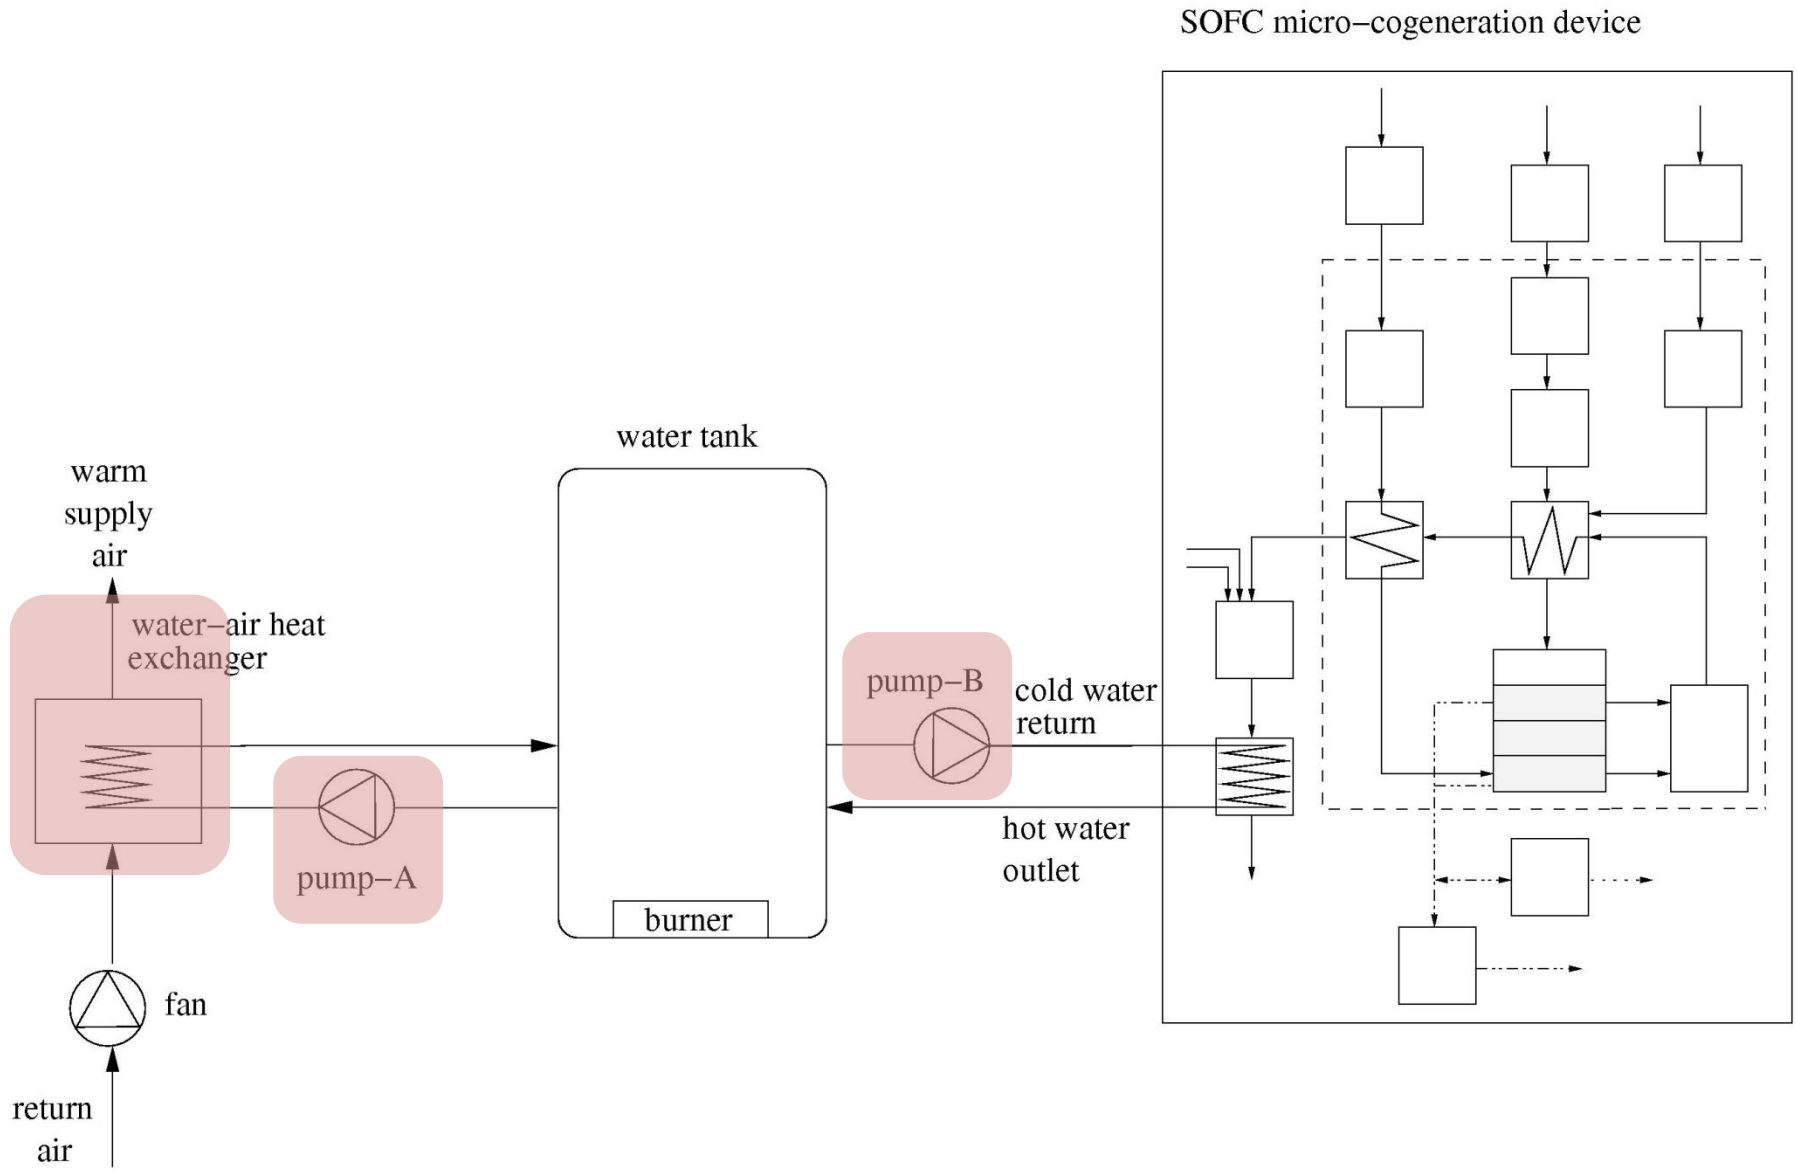 SOFC micro−cogeneration device
water tank
warm
supply
air
water−air heat
exchanger
pump−B
cold water
return
pump−A
hot water
outlet
burner
fan
return
air